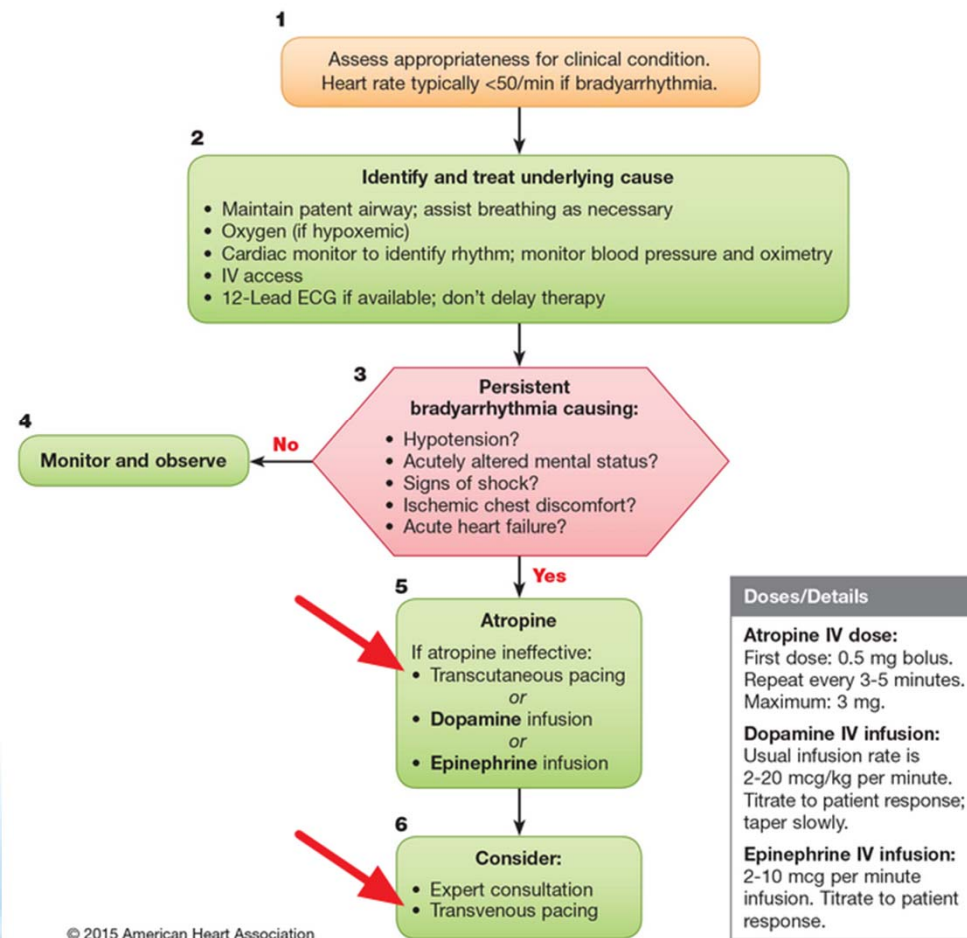 1
Assess appropriateness for clinical condition.
Heart rate typically <50/min if bradyarrhythmia.
2
Identify and treat underlying cause
• Maintain patent airway; assist breathing as necessary
• Oxygen (if hypoxemic)
• Cardiac monitor to identify rhythm; monitor blood pressure and oximetry
• IV access
• 12-Lead ECG if available; don't delay therapy
3
Persistent
bradyarrhythmia causing:
• Hypotension?
• Acutely altered mental status?
• Signs of shock?
• Ischemic chest discomfort?
• Acute heart failure?
4
No
Monitor and observe
Yes
5
Atropine
If atropine ineffective:
• Transcutaneous pacing
or
• Dopamine infusion
or
• Epinephrine infusion
6
Consider:
• Expert consultation
• Transvenous pacing
Doses/Details
Atropine IV dose:
First dose: 0.5 mg bolus.
Repeat every 3-5 minutes.
Maximum: 3 mg.
Dopamine IV infusion:
Usual infusion rate is
2-20 mcg/kg per minute.
Titrate to patient response;
taper slowly.
Epinephrine IV infusion:
2-10 mcg per minute
infusion. Titrate to patient
response.
© 2015 American Heart Association